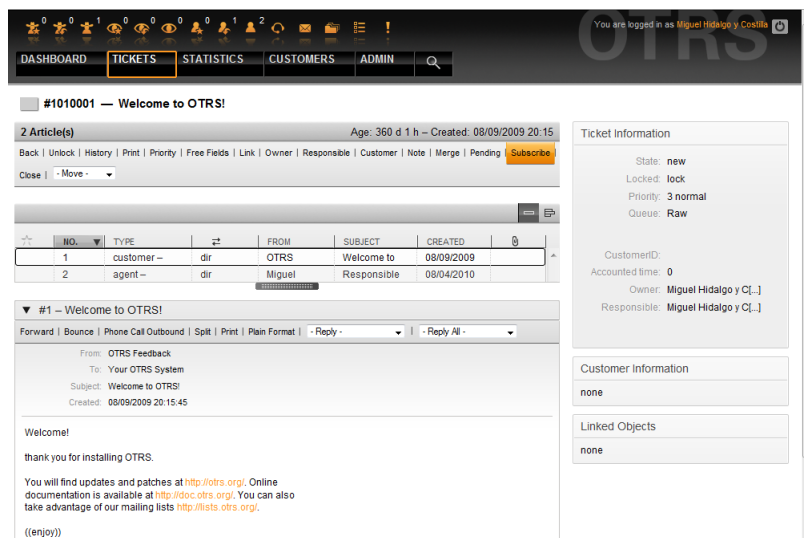 0 0 1 0 0 0 0 1 2
You are logged in as Miguel Hidalgo y Costilla
OTRS
DASHBOARD TICKETS STATISTICS CUSTOMERS ADMIN
#1010001 — Welcome to OTRS!
2 Article(s) Age: 360 d 1 h – Created: 08/09/2009 20:15
Back | Unlock | History | Print | Priority | Free Fields | Link | Owner | Responsible | Customer | Note | Merge | Pending | Subscribe |
Close | - Move -
NO. TYPE FROM SUBJECT CREATED
1 customer – dir OTRS Welcome to 08/09/2009
2 agent – dir Miguel Responsible 08/04/2010
#1 – Welcome to OTRS!
Forward | Bounce | Phone Call Outbound | Split | Print | Plain Format | - Reply - | - Reply All -
From: OTRS Feedback
To: Your OTRS System
Subject: Welcome to OTRS!
Created: 08/09/2009 20:15:45
Welcome!
thank you for installing OTRS.
You will find updates and patches at http://otrs.org/. Online
documentation is available at http://doc.otrs.org/. You can also
take advantage of our mailing lists http://lists.otrs.org/.
((enjoy))
Ticket Information
State: new
Locked: lock
Priority: 3 normal
Queue: Raw
CustomerID:
Accounted time: 0
Owner: Miguel Hidalgo y C[...]
Responsible: Miguel Hidalgo y C[...]
Customer Information
none
Linked Objects
none